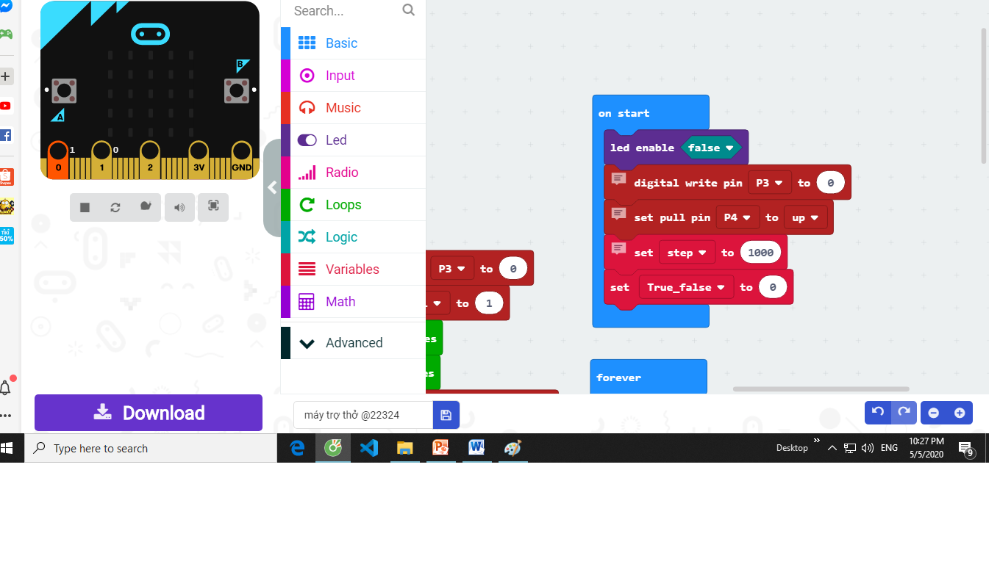 Search...
Basic
Input
Music
Led
Radio
Loops
Logic
Variables
Math
Advanced
A
B
1
0
0
1
2
3V
GND
Shopee
TIKI
50%
Download
P3 to 0
to 1
es
es
on start
led enable false
digital write pin P3 to 0
set pull pin P4 to up
set step to 1000
set True_false to 0
forever
máy trợ thở @22324
Type here to search
Desktop
ENG
10:27 PM
5/5/2020
9